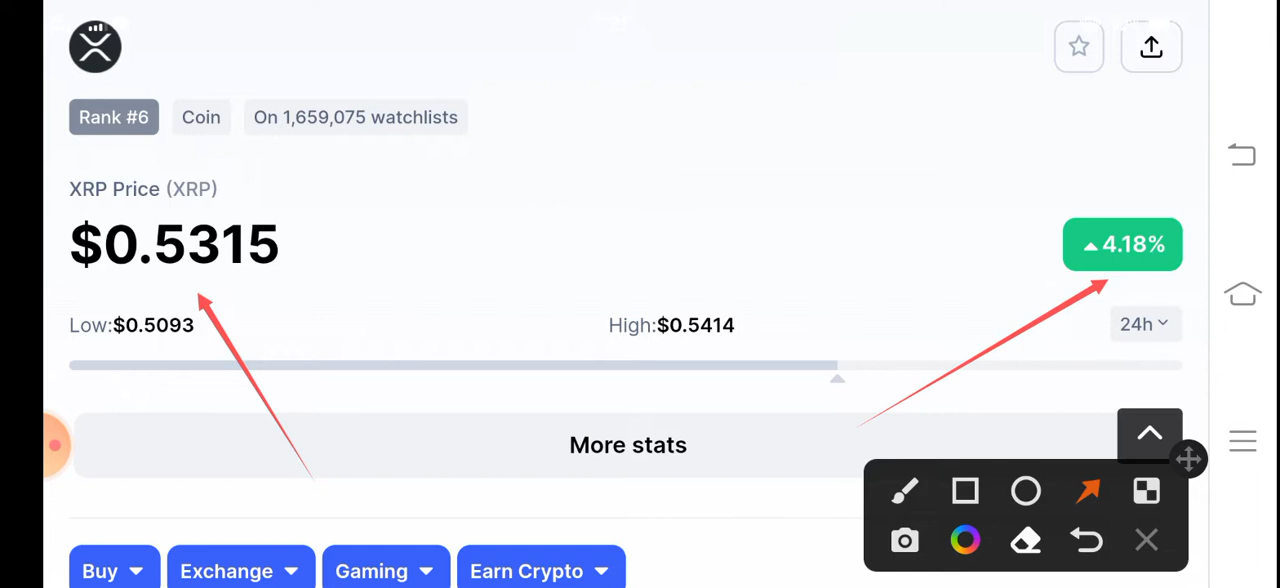 Rank #6 Coin On 1,659,075 watchlists
XRP Price (XRP)
$0.5315 4.18%
Low:$0.5093 High:$0.5414 24h
More stats
Buy Exchange Gaming Earn Crypto